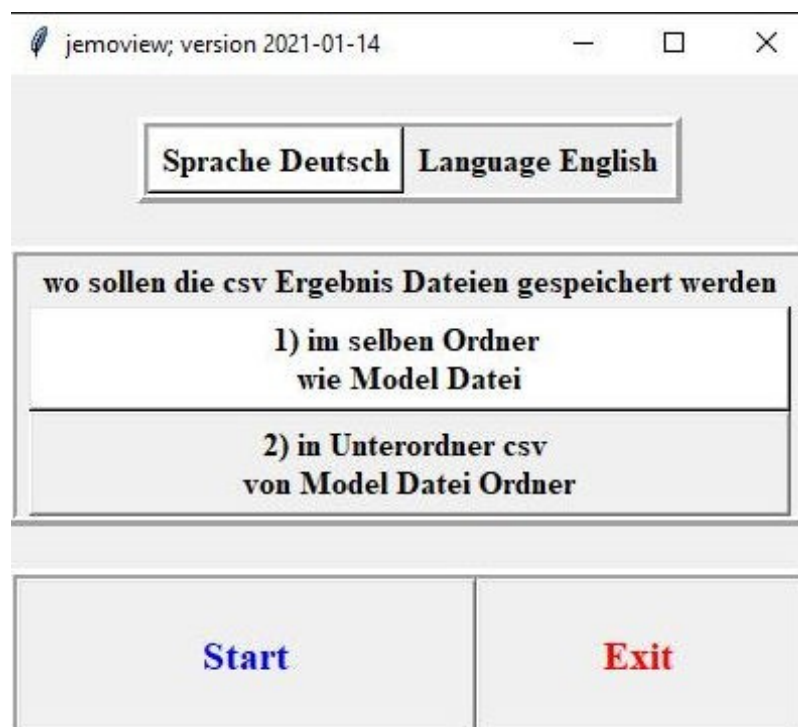 jemoview; version 2021-01-14
Sprache Deutsch Language English
wo sollen die csv Ergebnis Dateien gespeichert werden
1) im selben Ordner
wie Model Datei
2) in Unterordner csv
von Model Datei Ordner
Start Exit